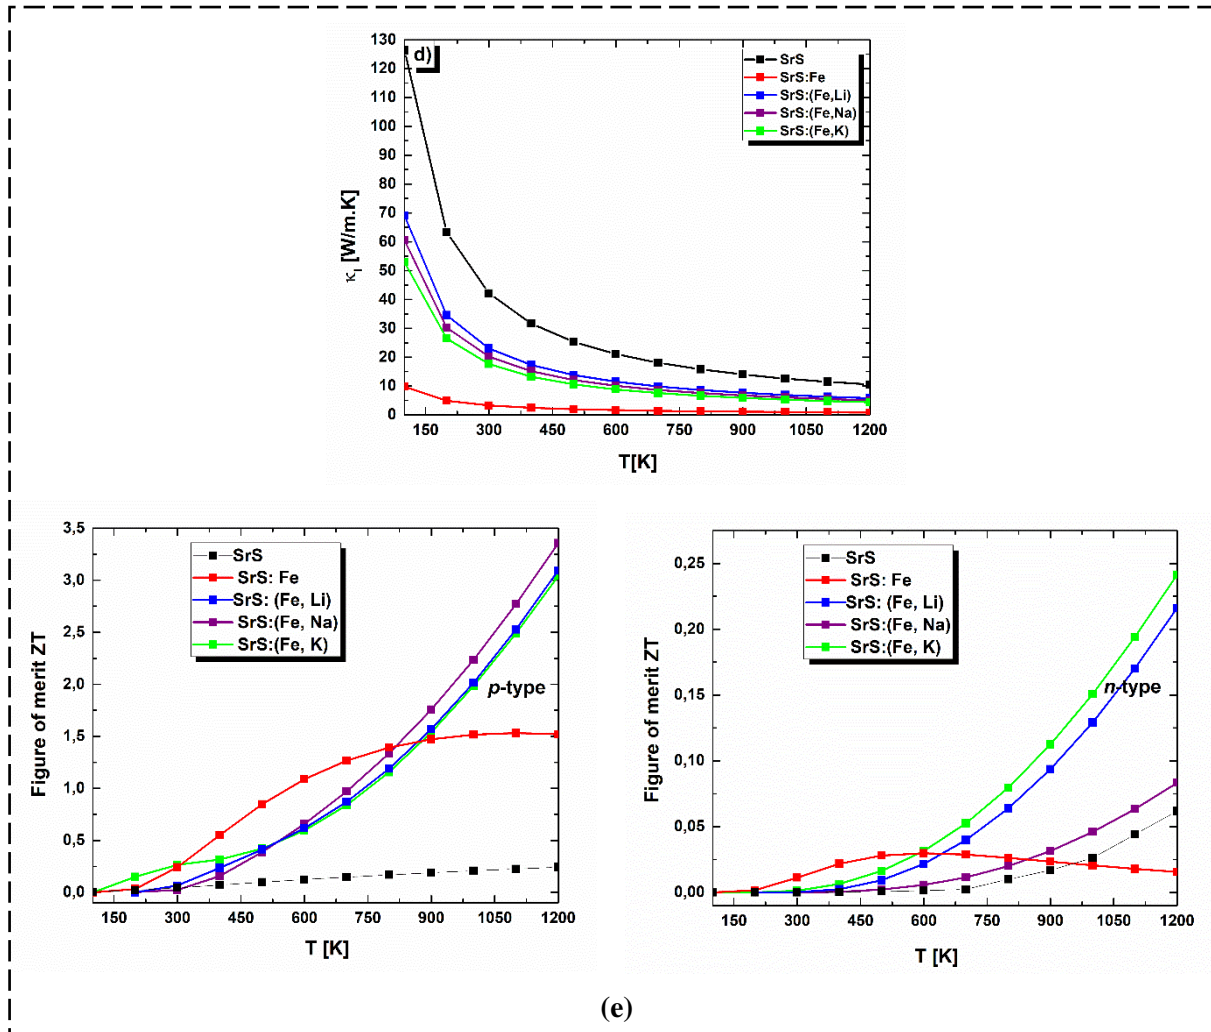 d)
130
120
110
100
90
80
70
60
50
40
30
20
10
0
κl [W/m.K]
SrS
SrS:Fe
SrS:(Fe,Li)
SrS:(Fe,Na)
SrS:(Fe,K)
150 300 450 600 750 900 1050 1200
T[K]
3,5
3,0
2,5
2,0
1,5
1,0
0,5
0,0
Figure of merit ZT
SrS
SrS: Fe
SrS: (Fe, Li)
SrS:(Fe, Na)
SrS:(Fe, K)
p-type
150 300 450 600 750 900 1050 1200
T [K]
0,25
0,20
0,15
0,10
0,05
0,00
Figure of merit ZT
SrS
SrS: Fe
SrS: (Fe, Li)
SrS:(Fe, Na)
SrS:(Fe, K)
n-type
150 300 450 600 750 900 1050 1200
T [K]
(e)